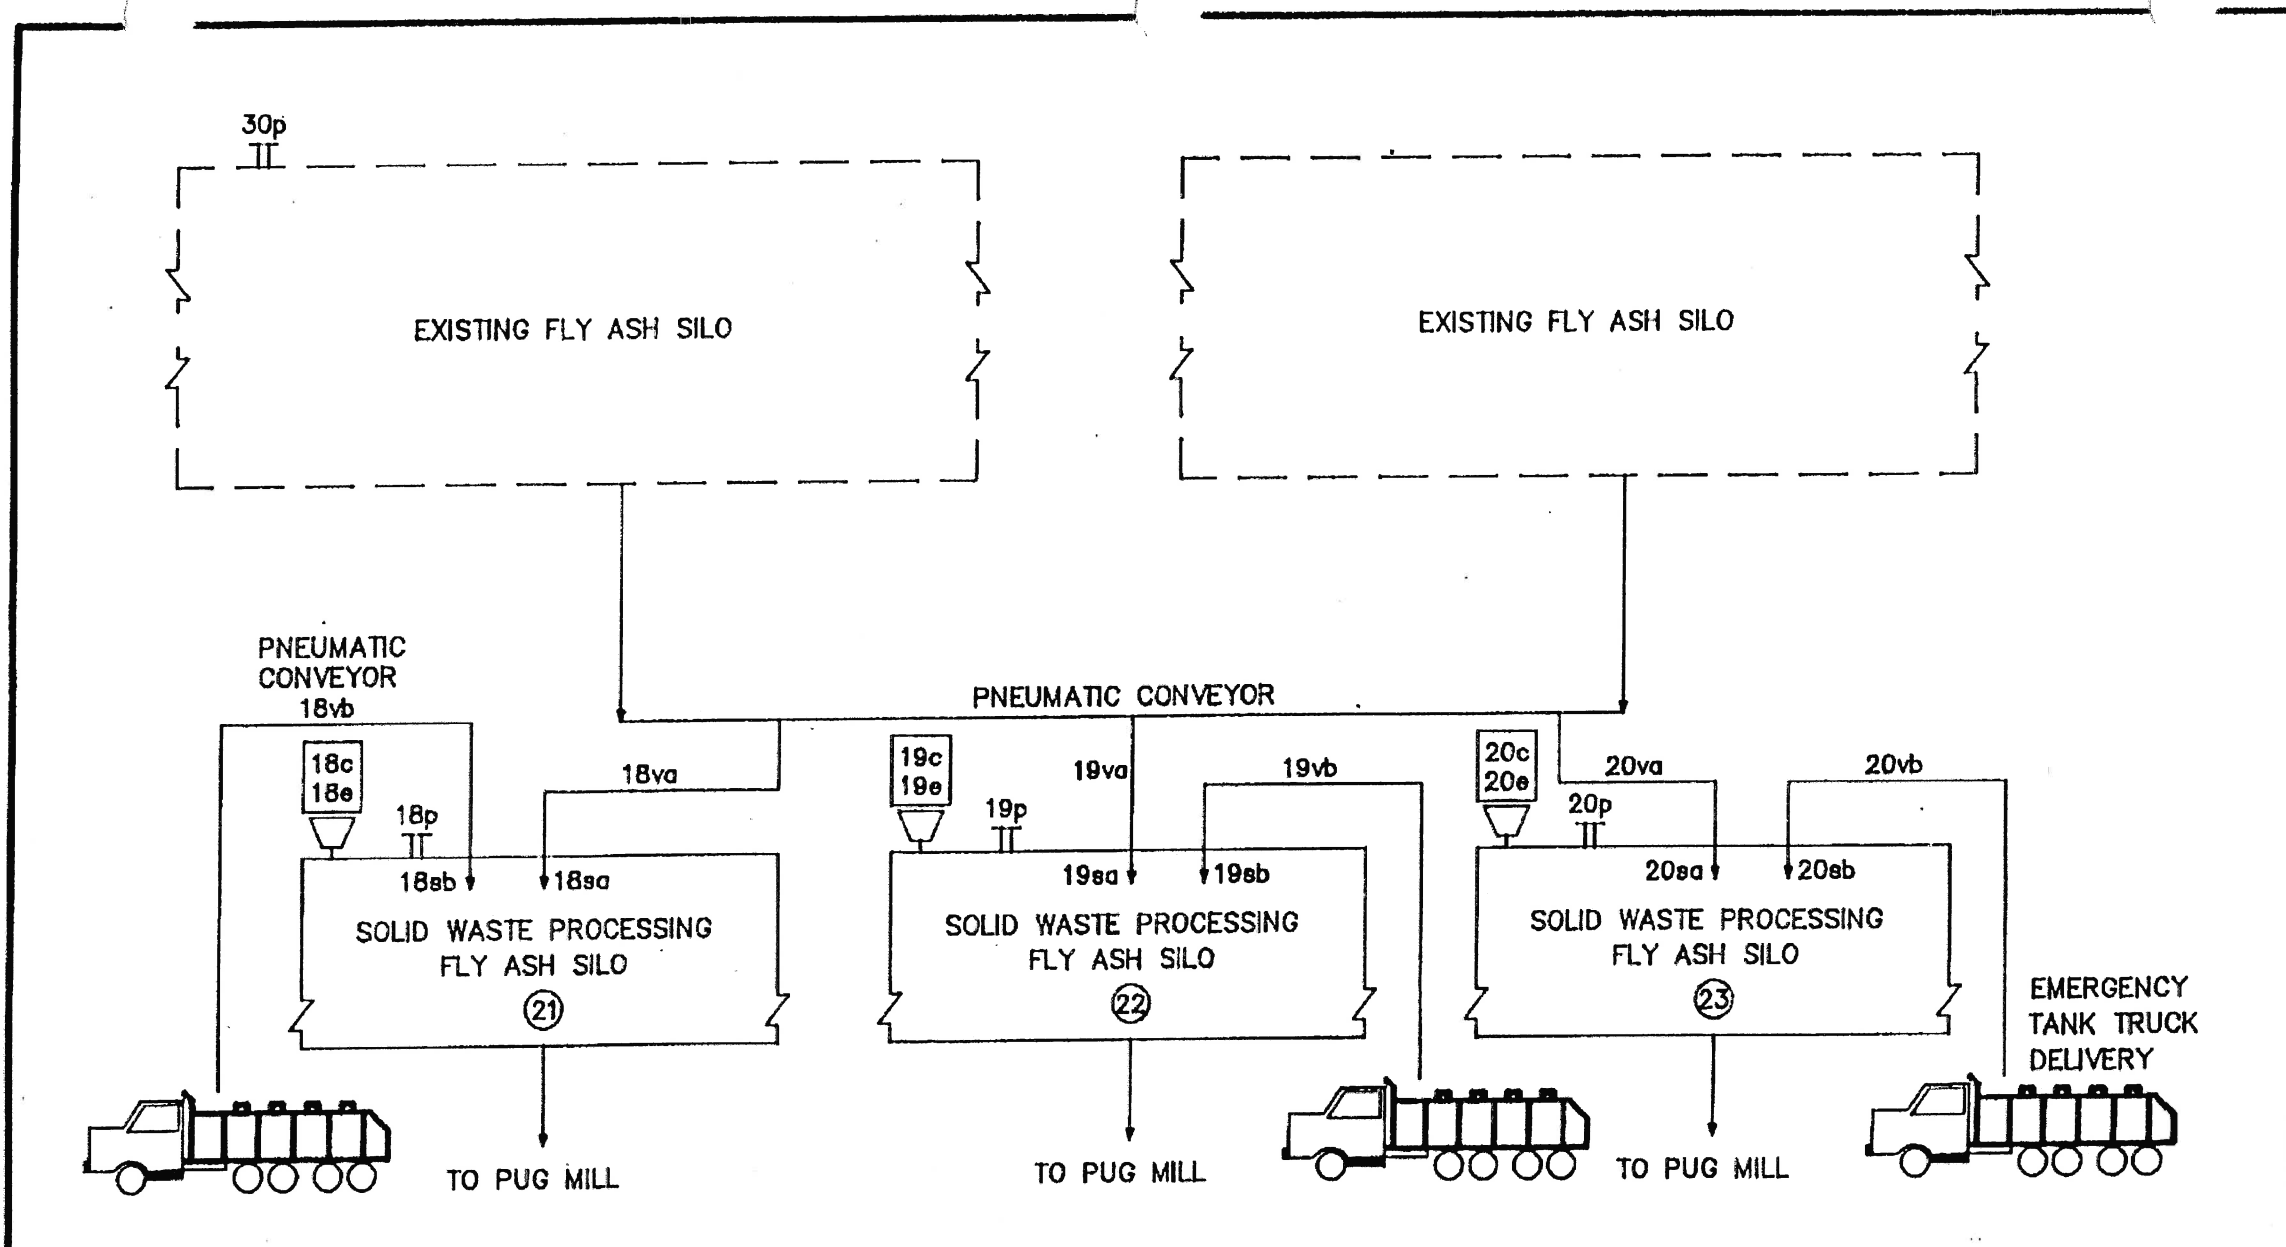 30p
EXISTING FLY ASH SILO
EXISTING FLY ASH SILO
PNEUMATIC
CONVEYOR
18vb
PNEUMATIC CONVEYOR
18c
18e
18p
18va
19c
19e
19p
19va
19vb
20c
20e
20p
20va
20vb
18sb
18sa
19sa
19sb
20sa
20sb
SOLID WASTE PROCESSING
FLY ASH SILO
21
SOLID WASTE PROCESSING
FLY ASH SILO
22
SOLID WASTE PROCESSING
FLY ASH SILO
23
EMERGENCY
TANK TRUCK
DELIVERY
TO PUG MILL
TO PUG MILL
TO PUG MILL